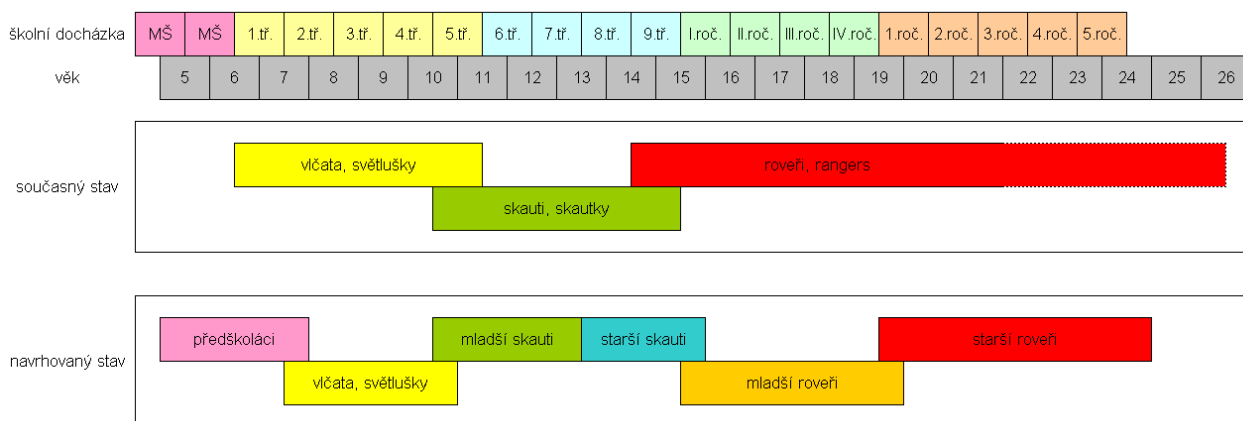 školní docházka MŠ MŠ 1.tř. 2.tř. 3.tř. 4.tř. 5.tř. 6.tř. 7.tř. 8.tř. 9.tř. I.roč. II.roč. III.roč. IV.roč. 1.roč. 2.roč. 3.roč. 4.roč. 5.roč.
věk 5 6 7 8 9 10 11 12 13 14 15 16 17 18 19 20 21 22 23 24 25 26
vlčata, světlušky roveři, rangers
současný stav
skauti, skautky
předškoláci mladší skauti starší skauti starší roveři
navrhovaný stav
vlčata, světlušky mladší roveři